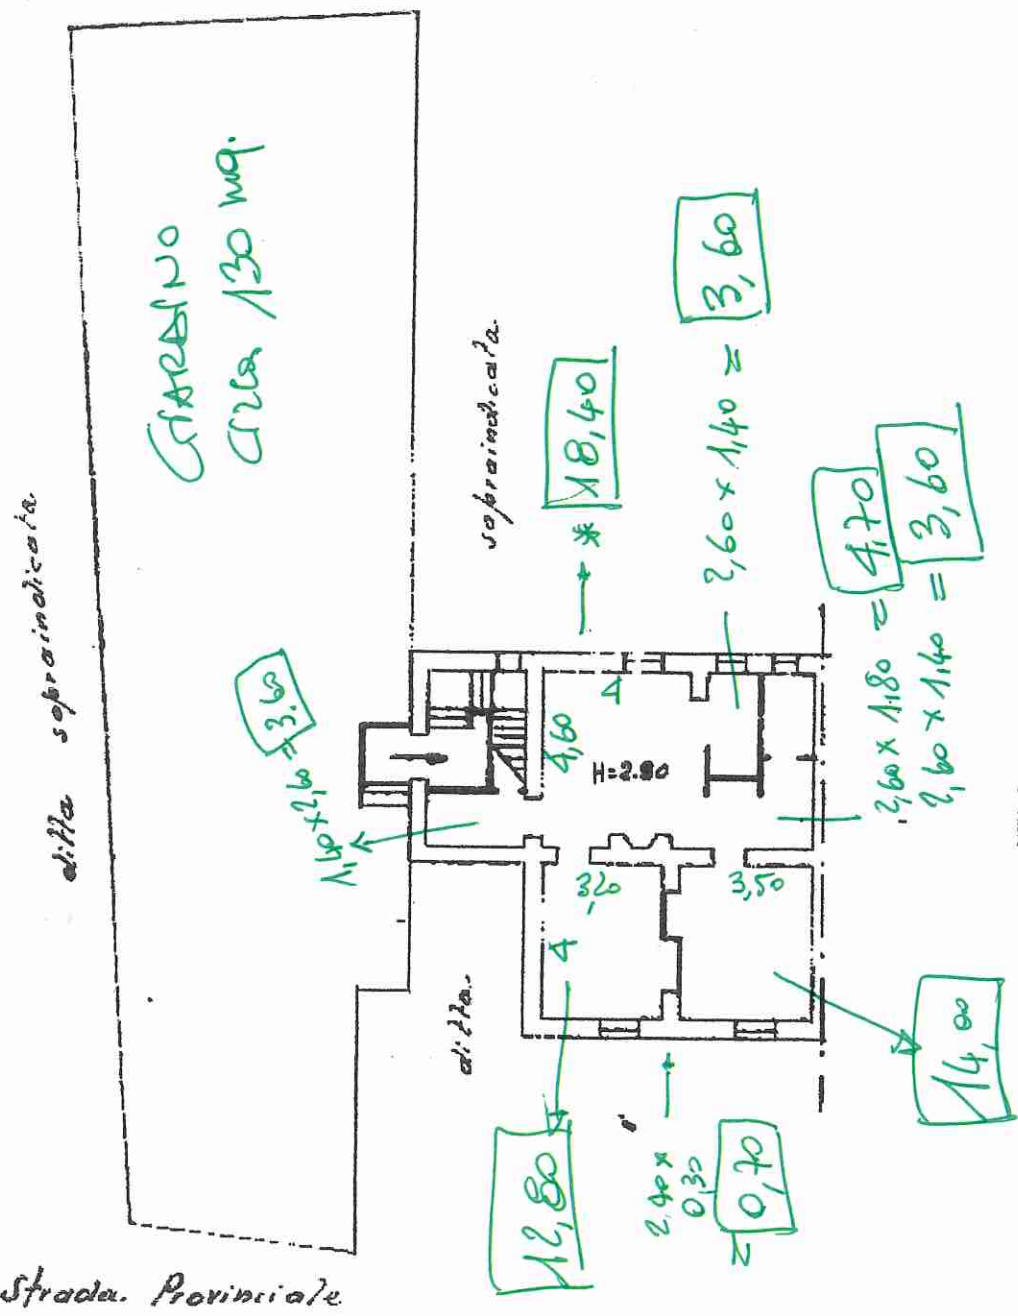 ditta sopraindicata
GIARDINO
circa 130 mq.
sopraindicata.
* 18,40
2,60 x 1,40 = 3,60
1,40 x 2,60 = 3,60
4
4,60
H=2.90
2,60 x 1,80 = 4,70
2,60 x 1,40 = 3,60
3,20
3,50
4
ditta.
12,80
2,40 x
0,30
= 0,70
14,00
Strada. Provinciale